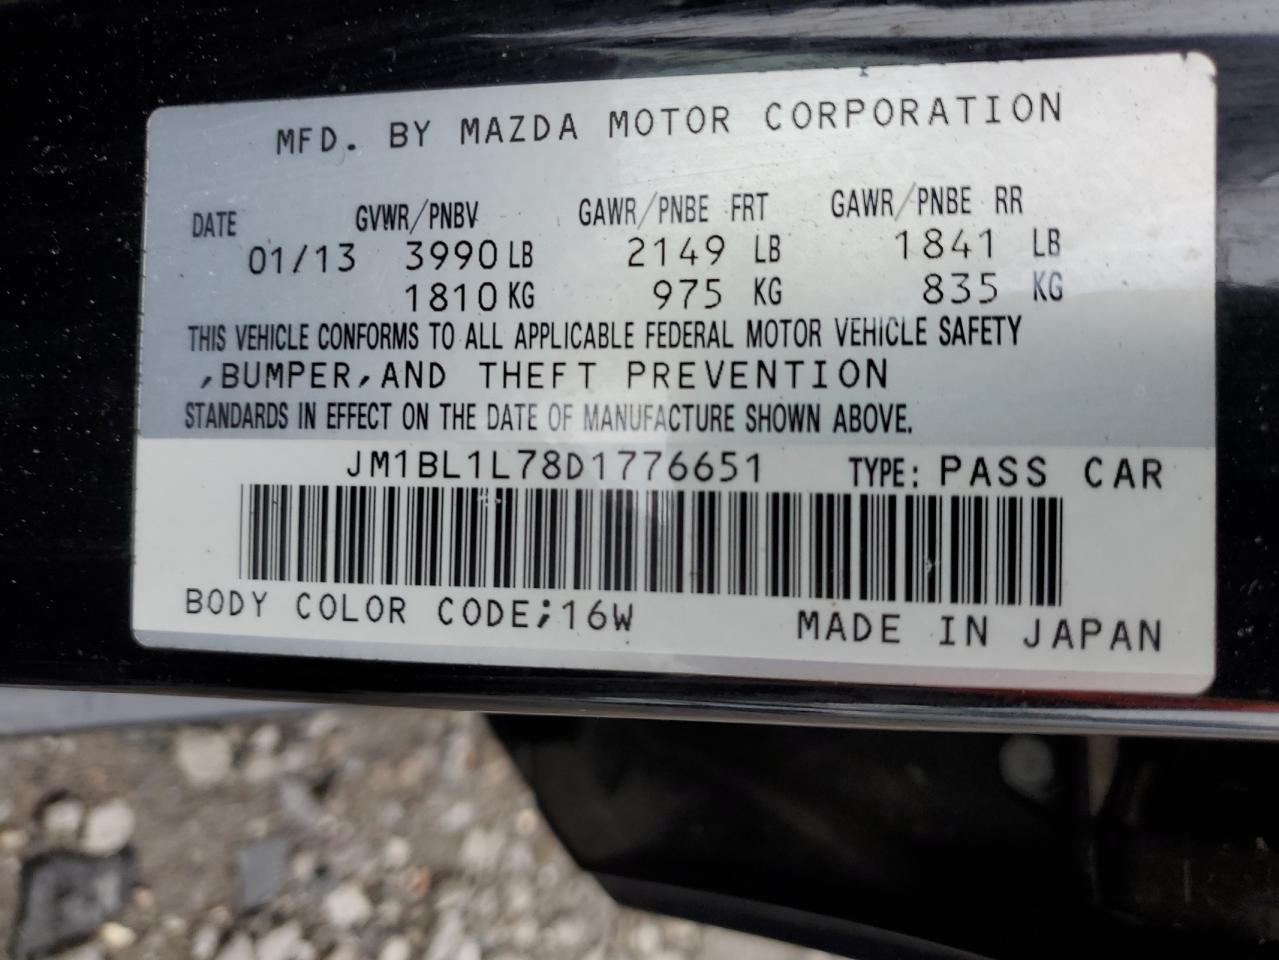 MFD. BY MAZDA MOTOR CORPORATION
DATE GVWR/PNBV GAWR/PNBE FRT GAWR/PNBE RR
01/13 3990 LB 2149 LB 1841 LB
1810 KG 975 KG 835 KG
THIS VEHICLE CONFORMS TO ALL APPLICABLE FEDERAL MOTOR VEHICLE SAFETY
,BUMPER,AND THEFT PREVENTION
STANDARDS IN EFFECT ON THE DATE OF MANUFACTURE SHOWN ABOVE.
JM1BL1L78D1776651 TYPE: PASS CAR
BODY COLOR CODE;16W MADE IN JAPAN